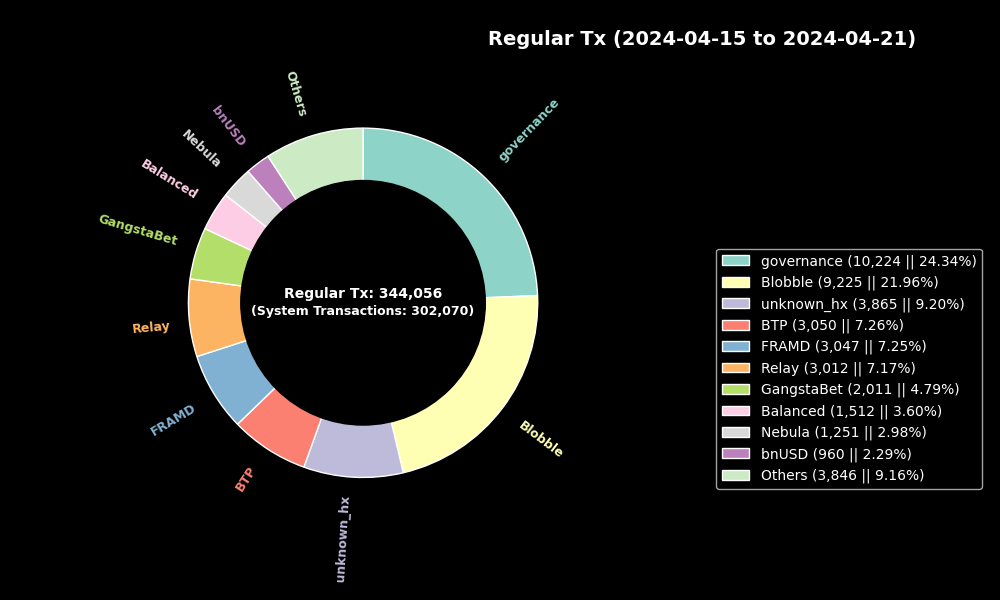 Regular Tx (2024-04-15 to 2024-04-21)
Others
governance
bnUSD
Nebula
Balanced
GangstaBet
Relay
FRAMD
BTP
unknown_hx
Blobble
Regular Tx: 344,056
(System Transactions: 302,070)
governance (10,224 || 24.34%)
Blobble (9,225 || 21.96%)
unknown_hx (3,865 || 9.20%)
BTP (3,050 || 7.26%)
FRAMD (3,047 || 7.25%)
Relay (3,012 || 7.17%)
GangstaBet (2,011 || 4.79%)
Balanced (1,512 || 3.60%)
Nebula (1,251 || 2.98%)
bnUSD (960 || 2.29%)
Others (3,846 || 9.16%)